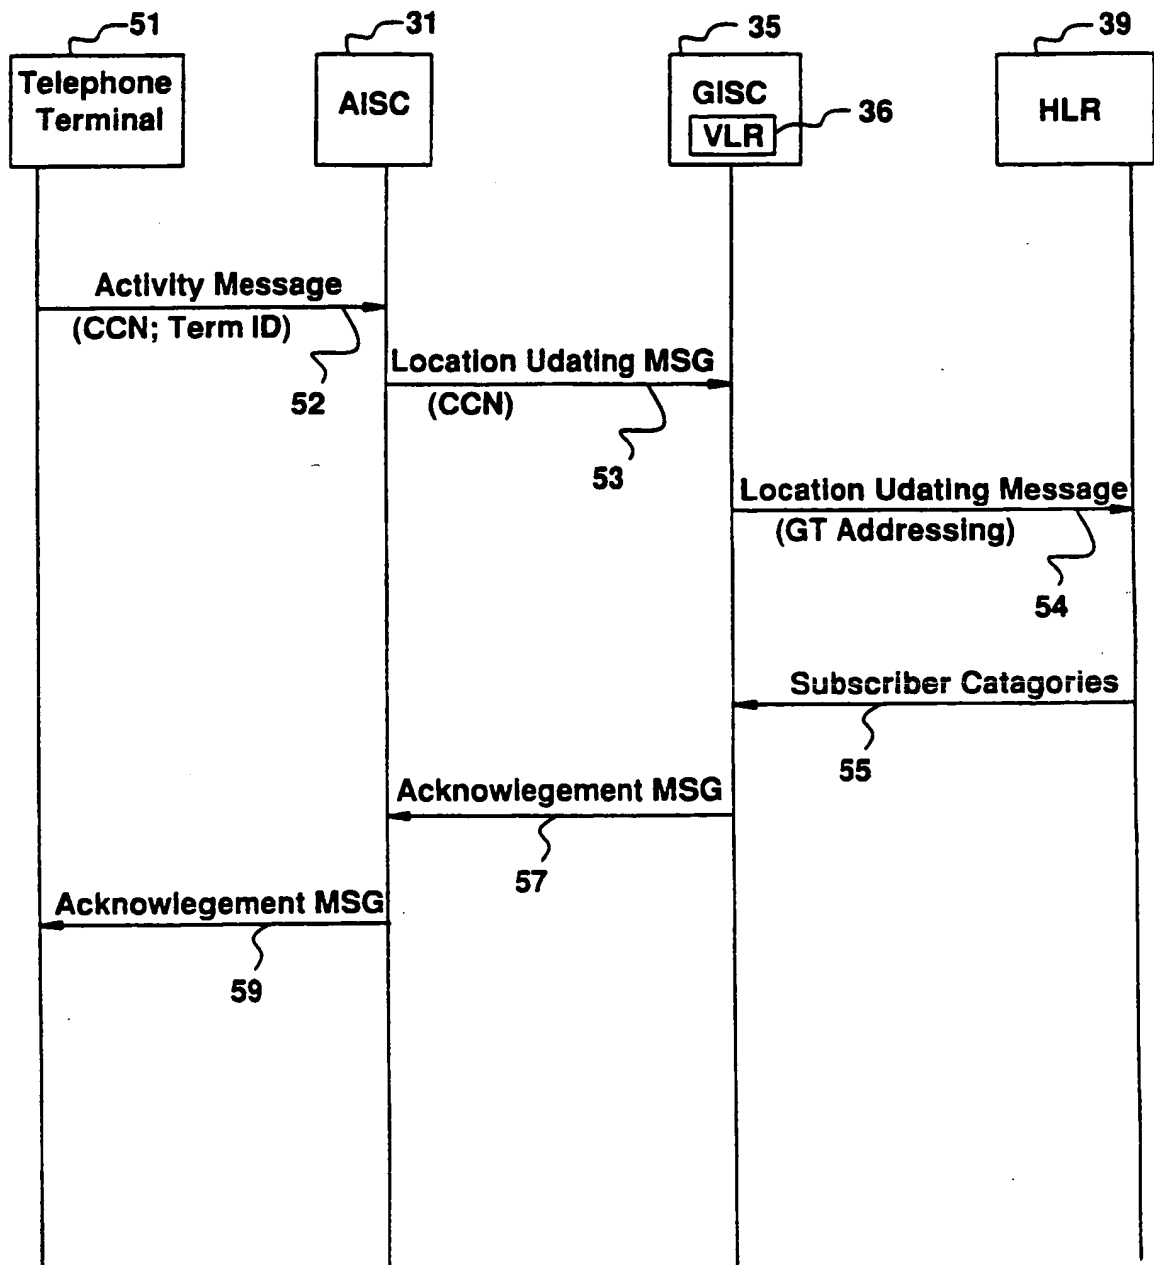 51
31
35
39
Telephone
Terminal
AISC
GISC
VLR
36
HLR
Activity Message
(CCN; Term ID)
52
Location Udating MSG
(CCN)
53
Location Udating Message
(GT Addressing)
54
Subscriber Catagories
55
Acknowlegement MSG
57
Acknowlegement MSG
59